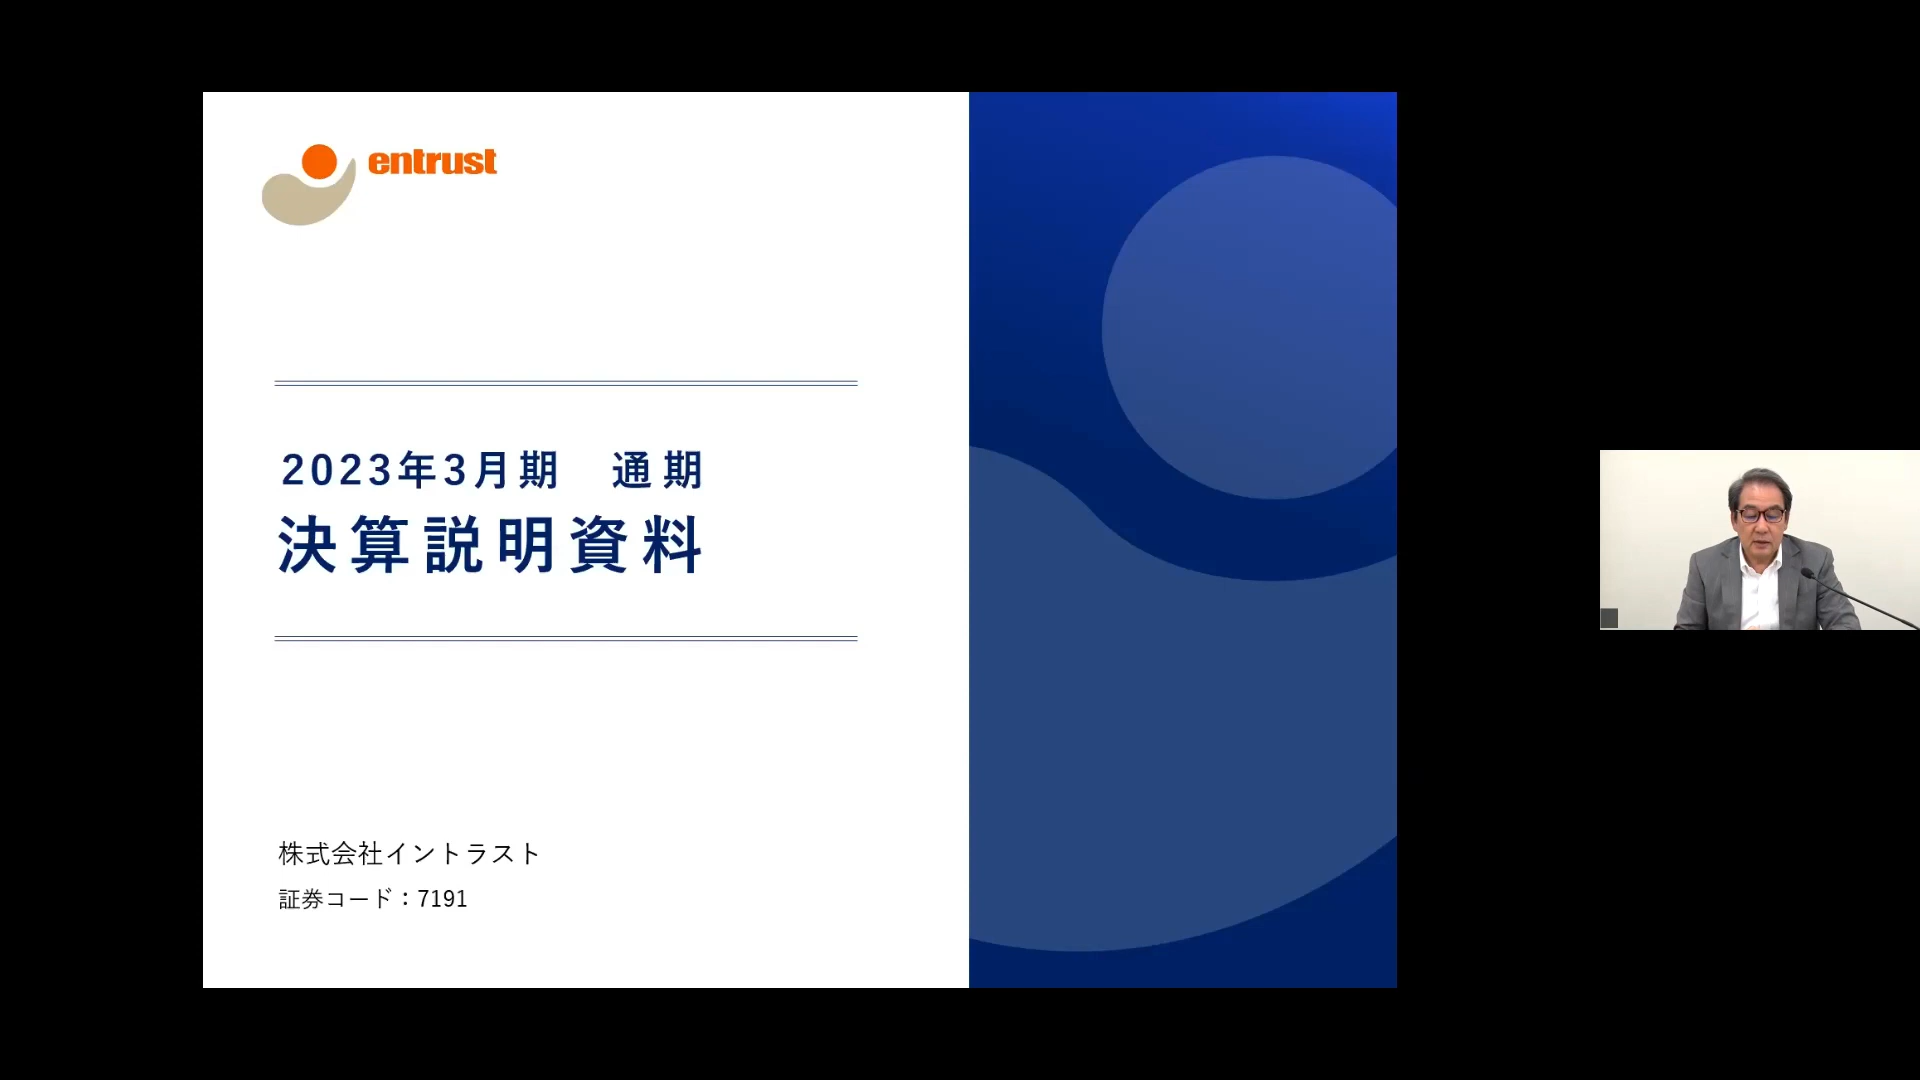 entrust
2023年3月期　通期
決算説明資料
株式会社イントラスト
証券コード：7191